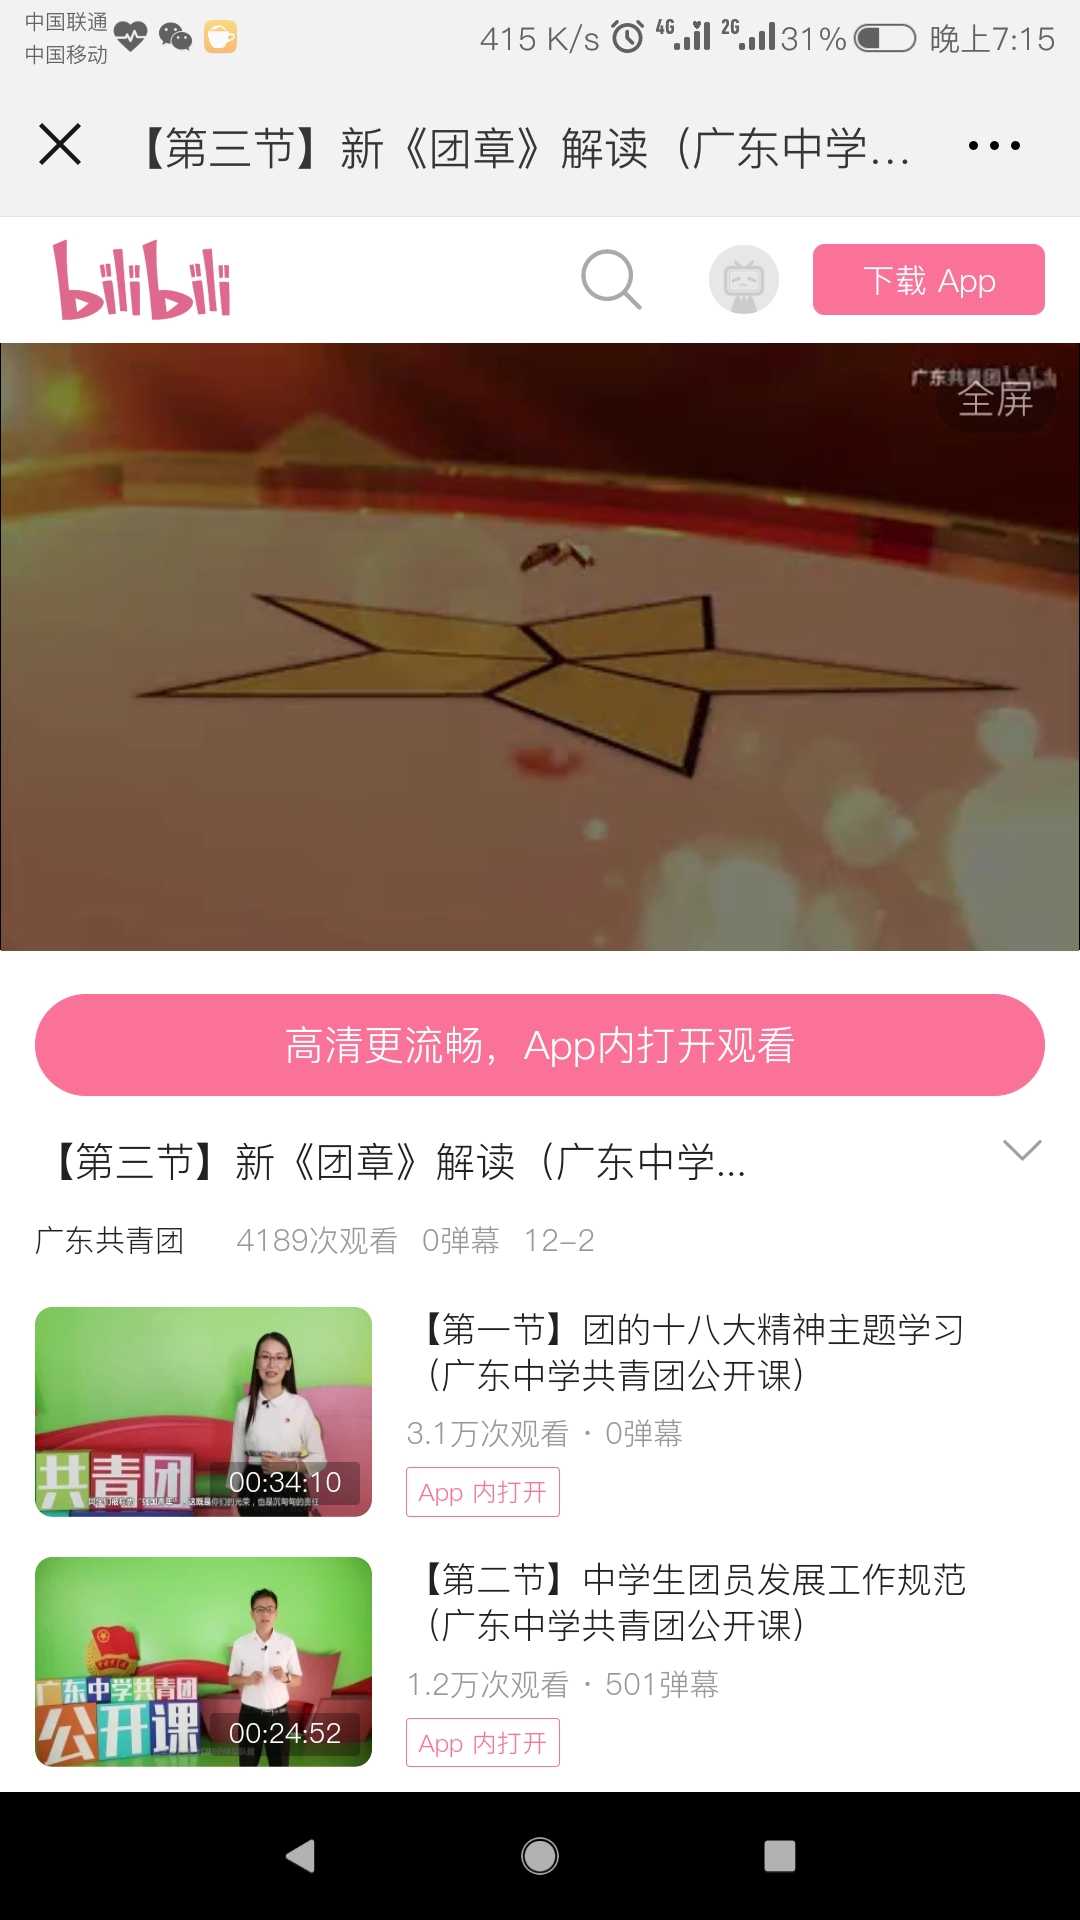 中国联通
中国移动
415 K/s
4G
2G
31%
晚上7:15
【第三节】新《团章》解读（广东中学...
bilibili
下载 App
广东共青团
全屏
高清更流畅，App内打开观看
【第三节】新《团章》解读（广东中学...
广东共青团 4189次观看 0弹幕 12-2
【第一节】团的十八大精神主题学习
（广东中学共青团公开课）
3.1万次观看 · 0弹幕
App 内打开
共青团
00:34:10
【第二节】中学生团员发展工作规范
（广东中学共青团公开课）
1.2万次观看 · 501弹幕
App 内打开
广东中学共青团
公开课
00:24:52